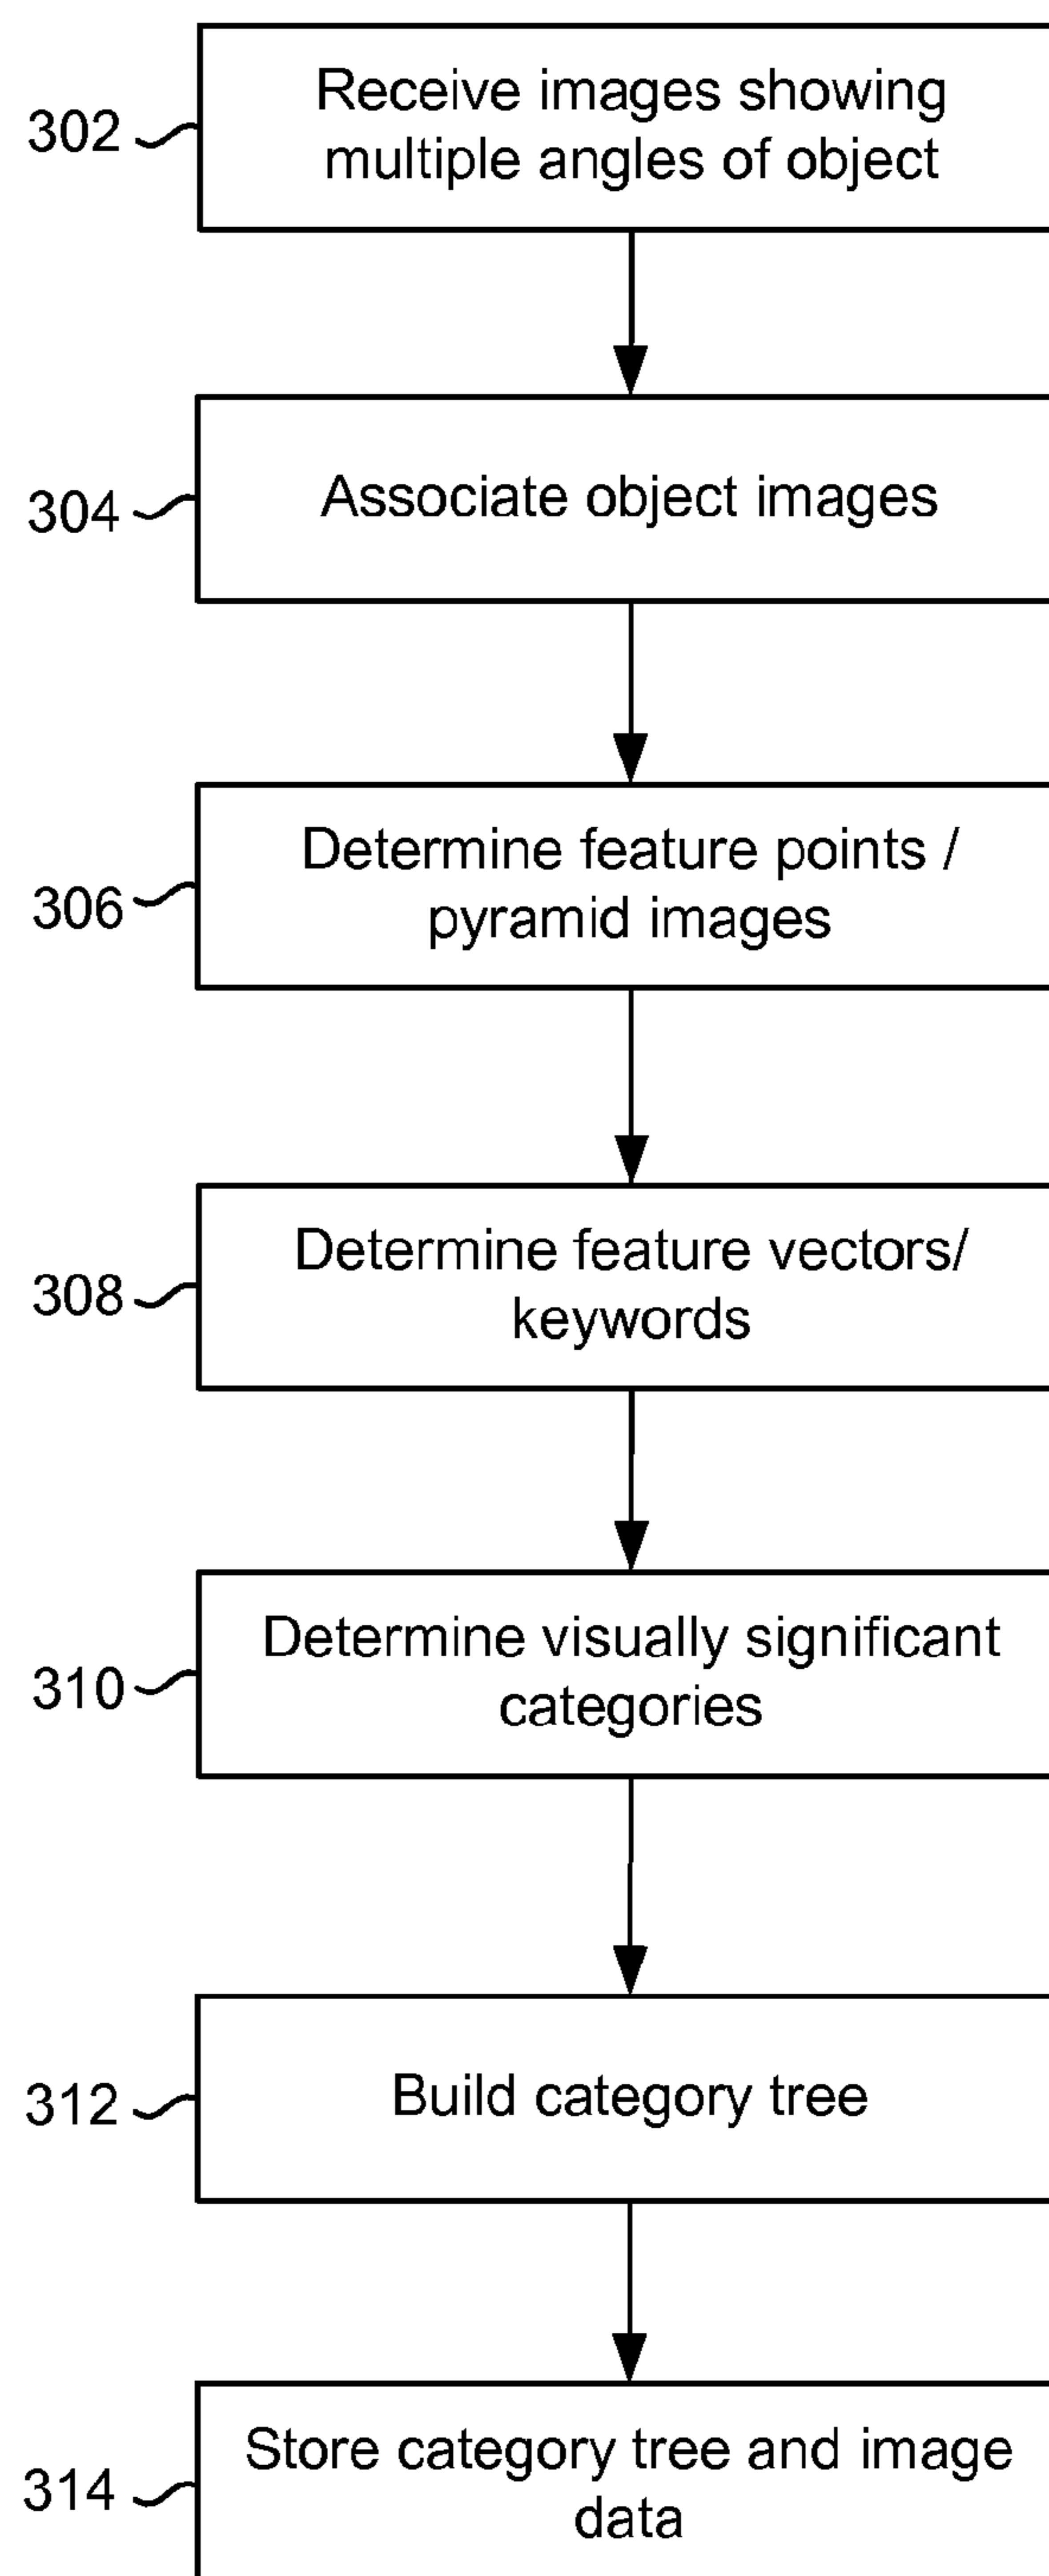 302
Receive images showing
multiple angles of object
304
Associate object images
306
Determine feature points /
pyramid images
308
Determine feature vectors/
keywords
310
Determine visually significant
categories
312
Build category tree
314
Store category tree and image
data